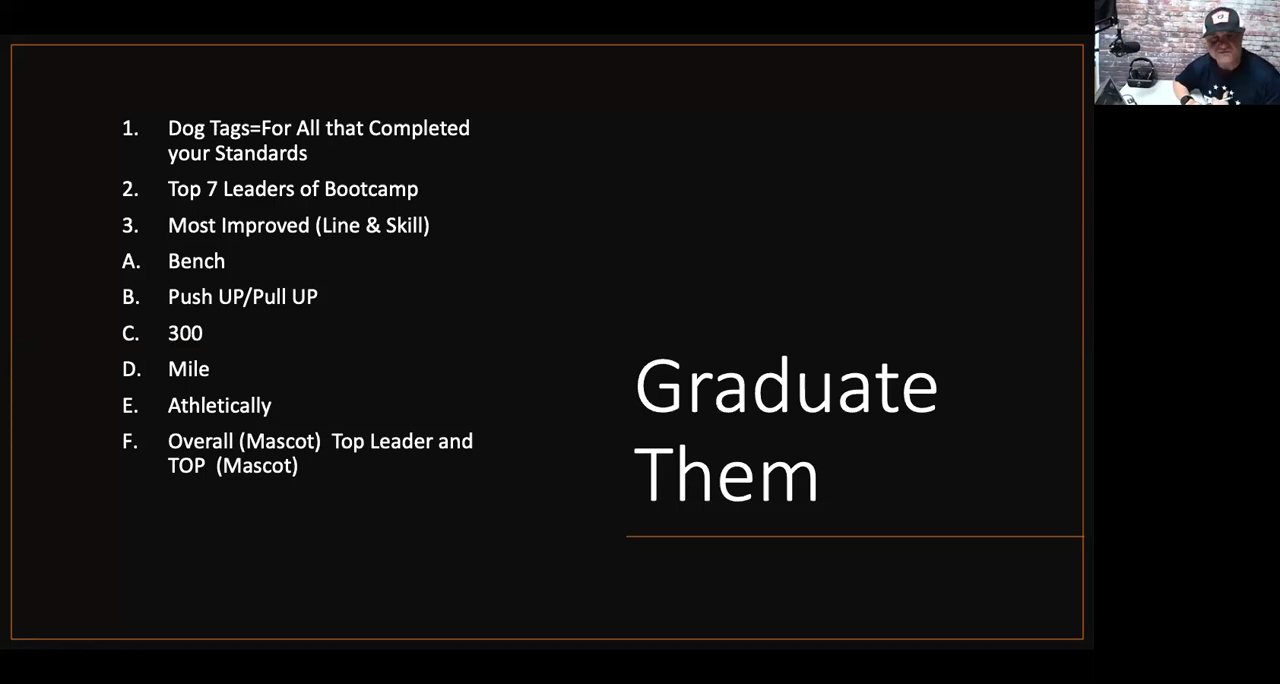 1. Dog Tags=For All that Completed
your Standards
2. Top 7 Leaders of Bootcamp
3. Most Improved (Line & Skill)
A. Bench
B. Push UP/Pull UP
C. 300
D. Mile
E. Athletically
F. Overall (Mascot) Top Leader and
TOP (Mascot)
Graduate
Them